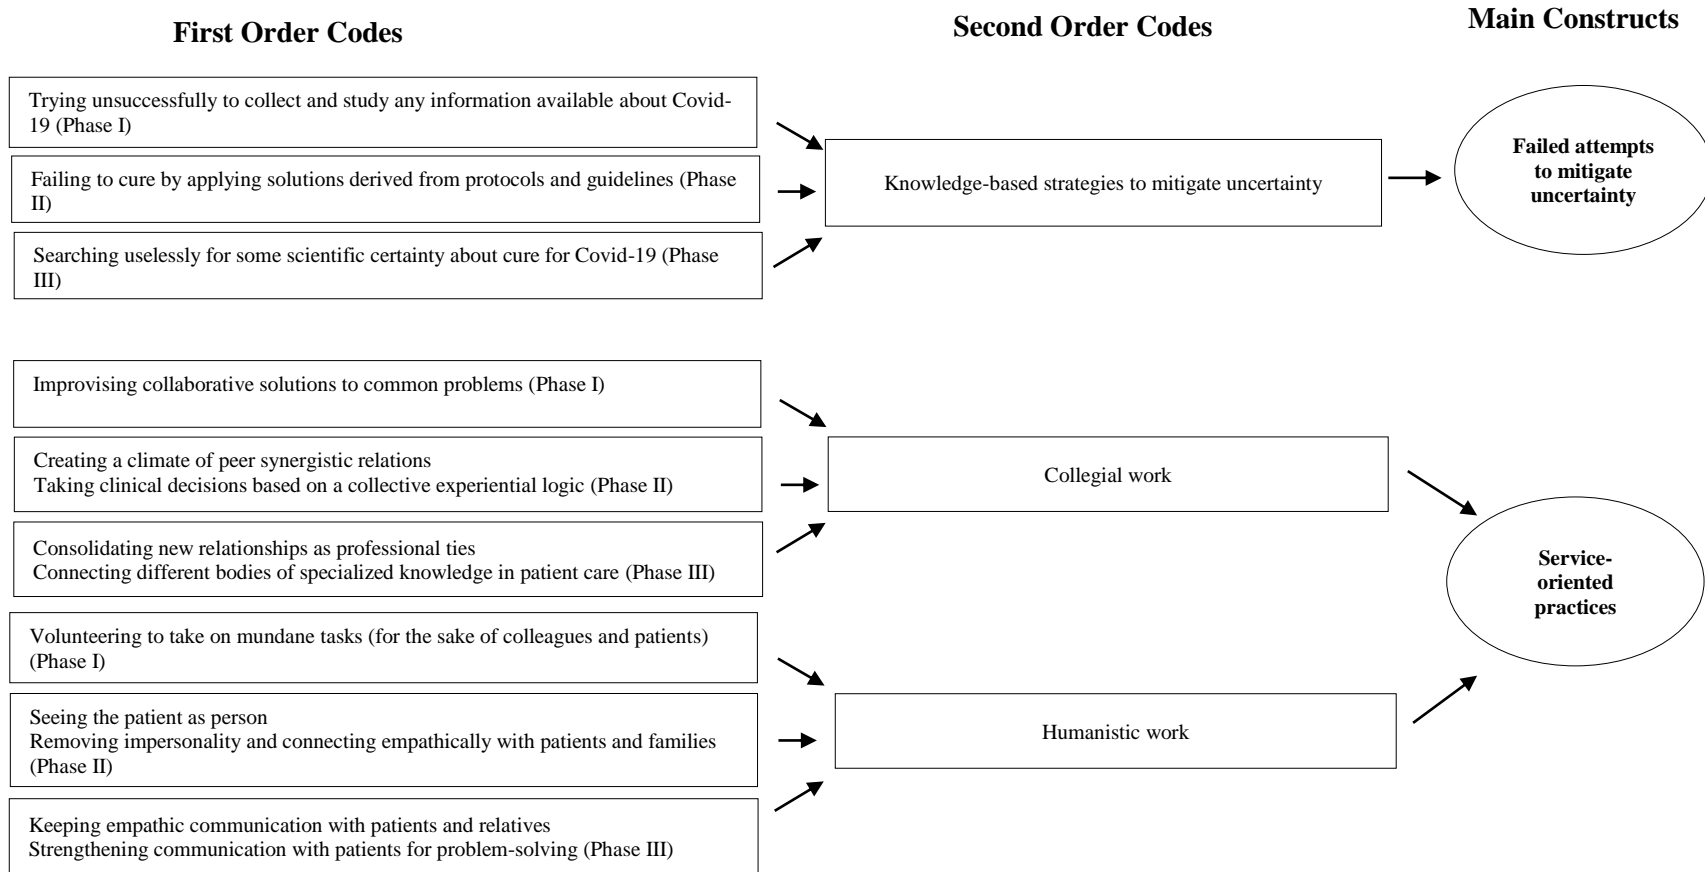 First Order Codes
Second Order Codes
Main Constructs
Trying unsuccessfully to collect and study any information available about Covid-
19 (Phase I)
Failing to cure by applying solutions derived from protocols and guidelines (Phase
II)
Searching uselessly for some scientific certainty about cure for Covid-19 (Phase
III)
Knowledge-based strategies to mitigate uncertainty
Failed attempts
to mitigate
uncertainty
Improvising collaborative solutions to common problems (Phase I)
Creating a climate of peer synergistic relations
Taking clinical decisions based on a collective experiential logic (Phase II)
Consolidating new relationships as professional ties
Connecting different bodies of specialized knowledge in patient care (Phase III)
Collegial work
Volunteering to take on mundane tasks (for the sake of colleagues and patients)
(Phase I)
Seeing the patient as person
Removing impersonality and connecting empathically with patients and families
(Phase II)
Keeping empathic communication with patients and relatives
Strengthening communication with patients for problem-solving (Phase III)
Humanistic work
Service-
oriented
practices